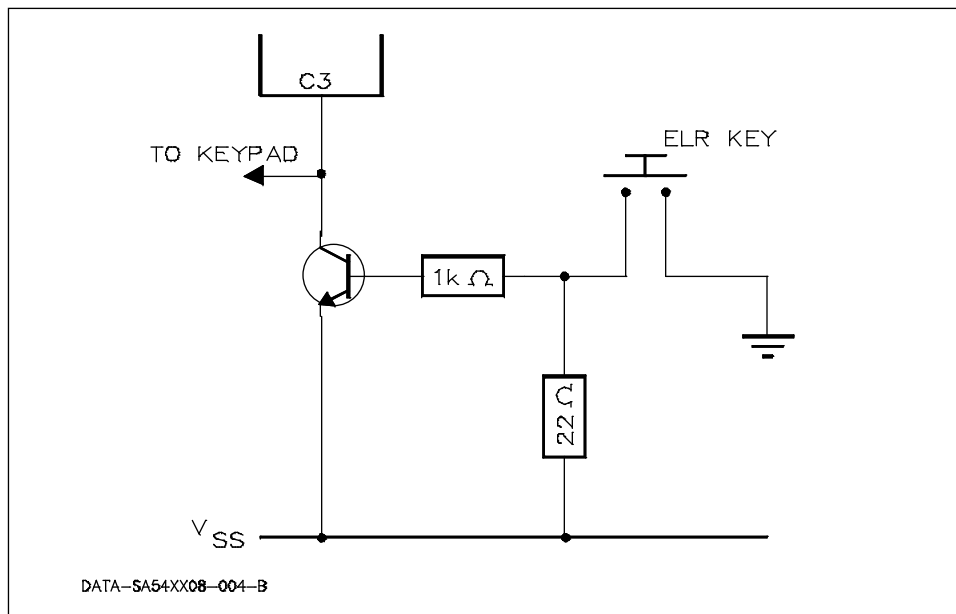 C3
TO KEYPAD
ELR KEY
1k Ω
22 Ω
VSS
DATA-SA54XX08-004-B